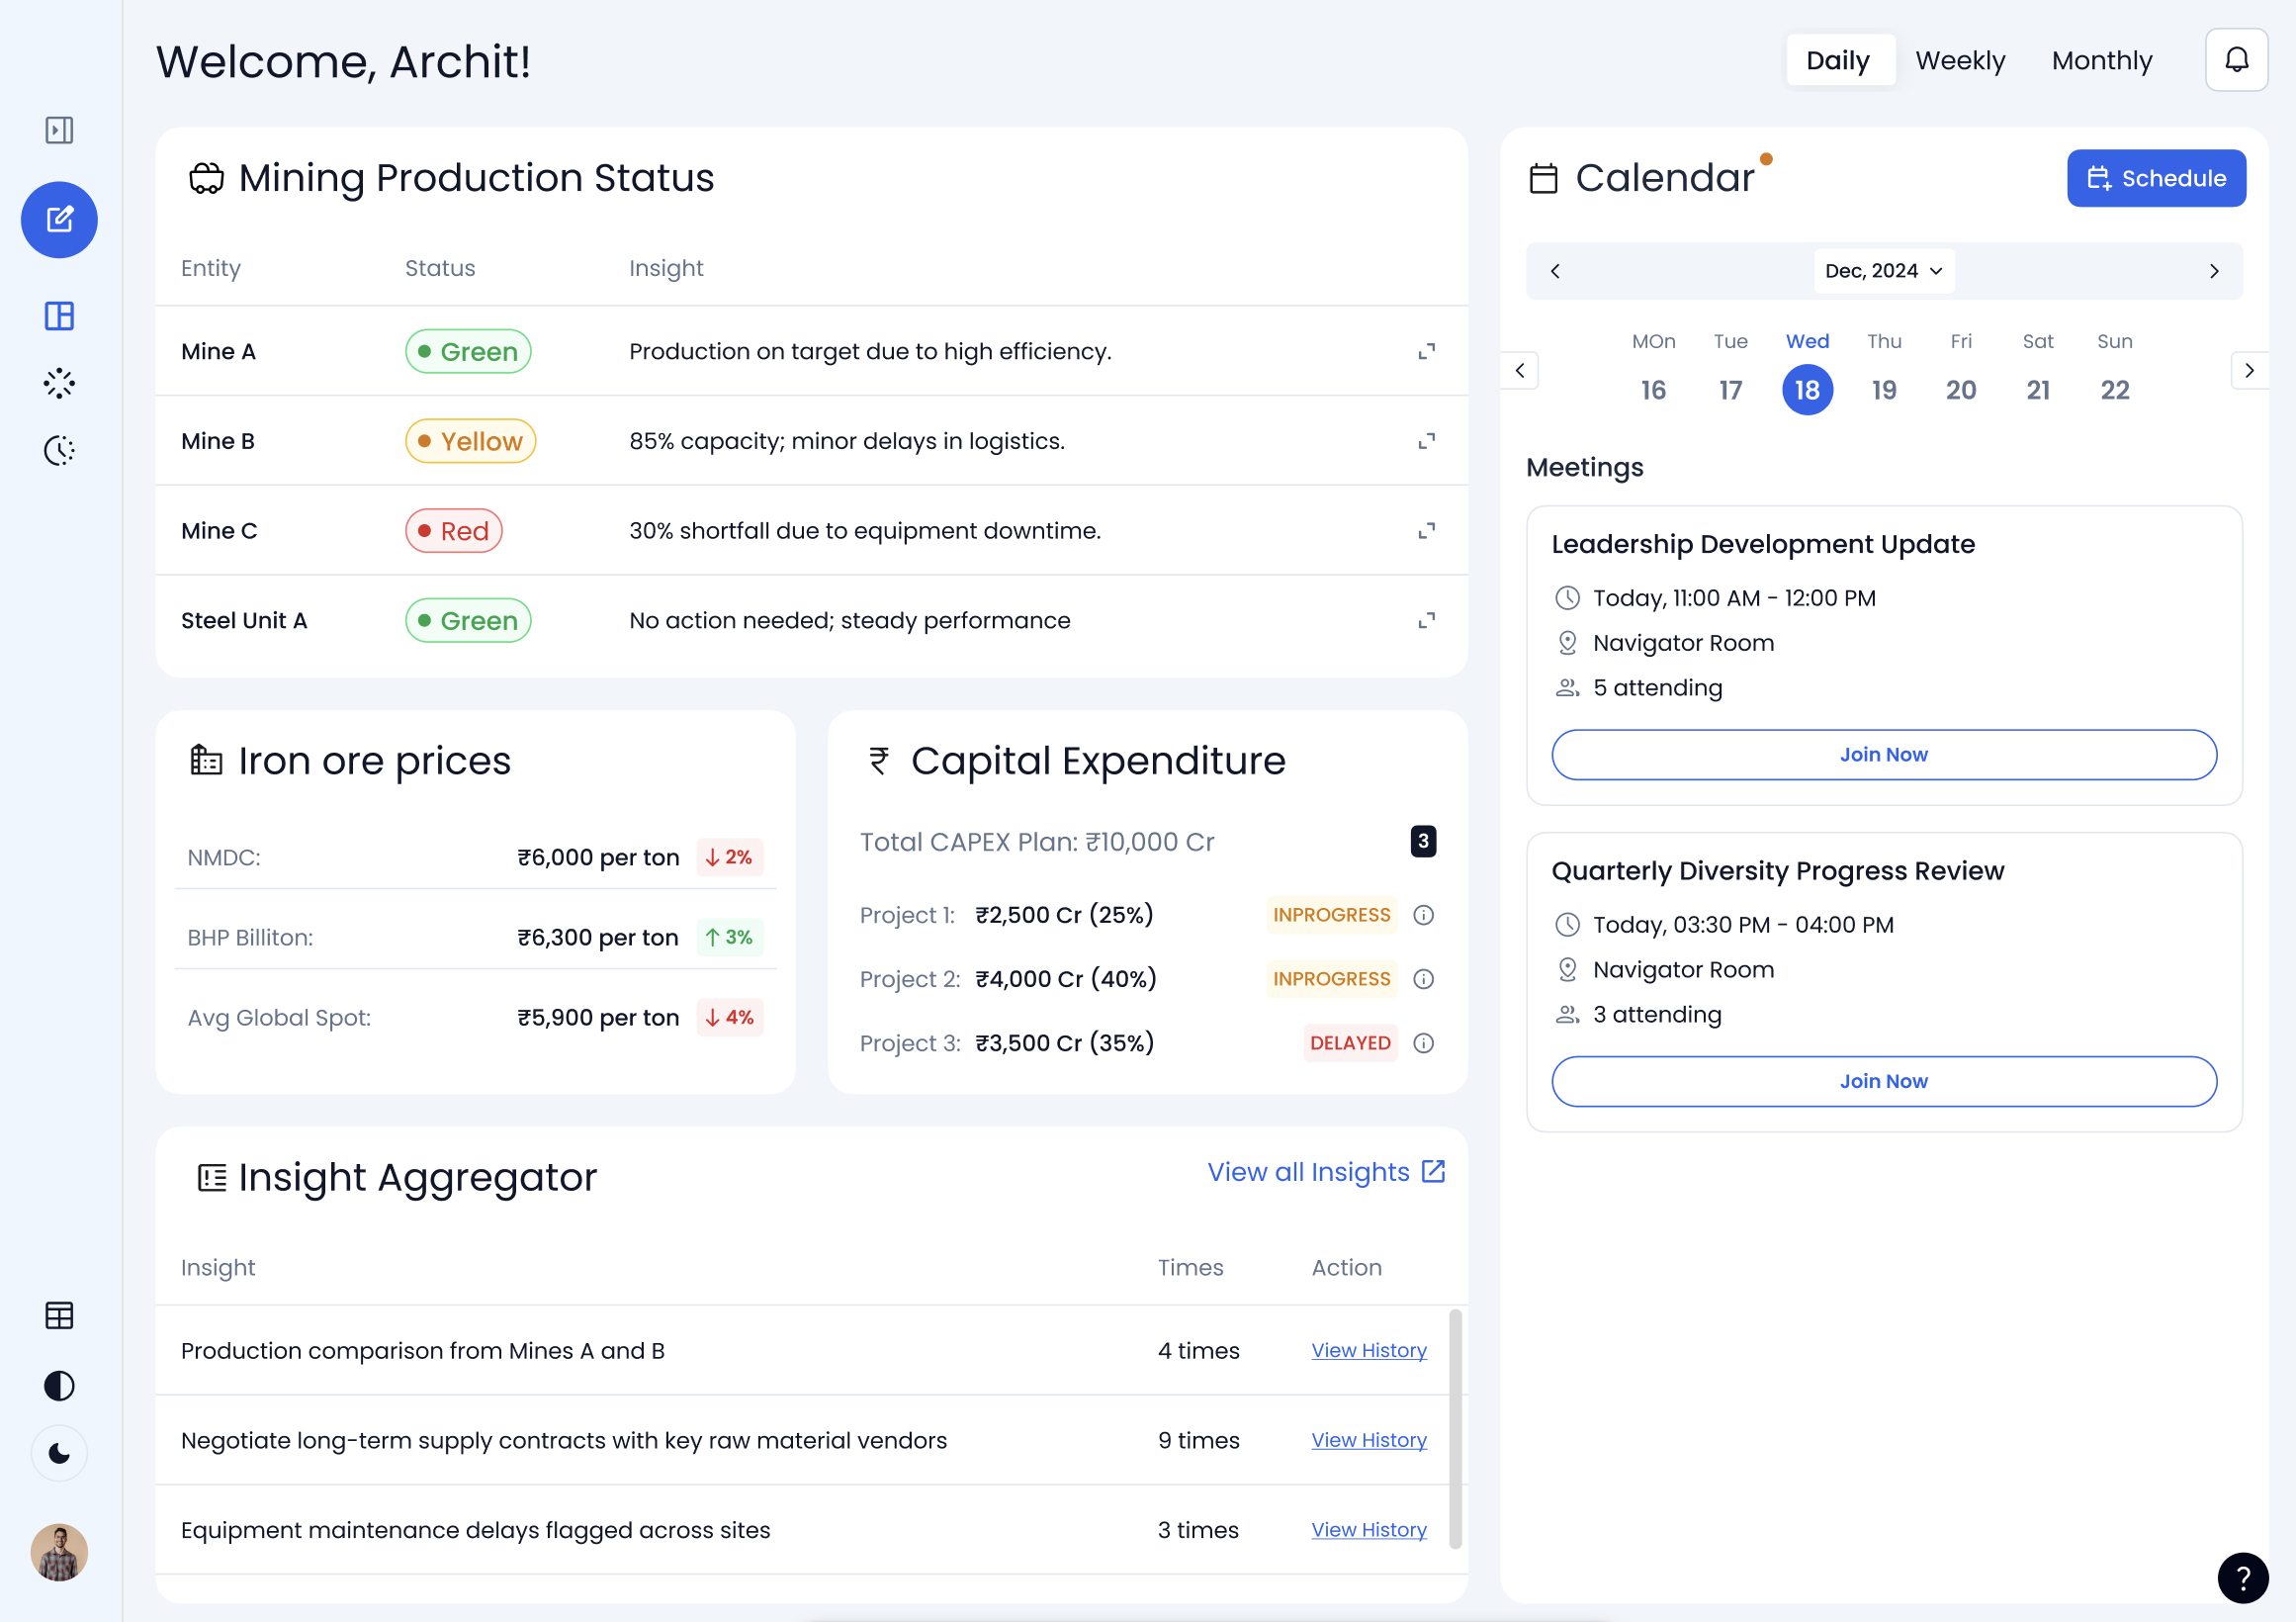 Welcome, Archit!
Daily Weekly Monthly
Mining Production Status
Entity Status Insight
Mine A Green Production on target due to high efficiency.
Mine B Yellow 85% capacity; minor delays in logistics.
Mine C Red 30% shortfall due to equipment downtime.
Steel Unit A Green No action needed; steady performance
Iron ore prices
NMDC: ₹6,000 per ton ↓ 2%
BHP Billiton: ₹6,300 per ton ↑ 3%
Avg Global Spot: ₹5,900 per ton ↓ 4%
₹ Capital Expenditure
Total CAPEX Plan: ₹10,000 Cr 3
Project 1: ₹2,500 Cr (25%) INPROGRESS
Project 2: ₹4,000 Cr (40%) INPROGRESS
Project 3: ₹3,500 Cr (35%) DELAYED
Insight Aggregator
View all Insights
Insight Times Action
Production comparison from Mines A and B 4 times View History
Negotiate long-term supply contracts with key raw material vendors 9 times View History
Equipment maintenance delays flagged across sites 3 times View History
Calendar
Schedule
Dec, 2024
MOn Tue Wed Thu Fri Sat Sun
16 17 18 19 20 21 22
Meetings
Leadership Development Update
Today, 11:00 AM - 12:00 PM
Navigator Room
5 attending
Join Now
Quarterly Diversity Progress Review
Today, 03:30 PM - 04:00 PM
Navigator Room
3 attending
Join Now
?